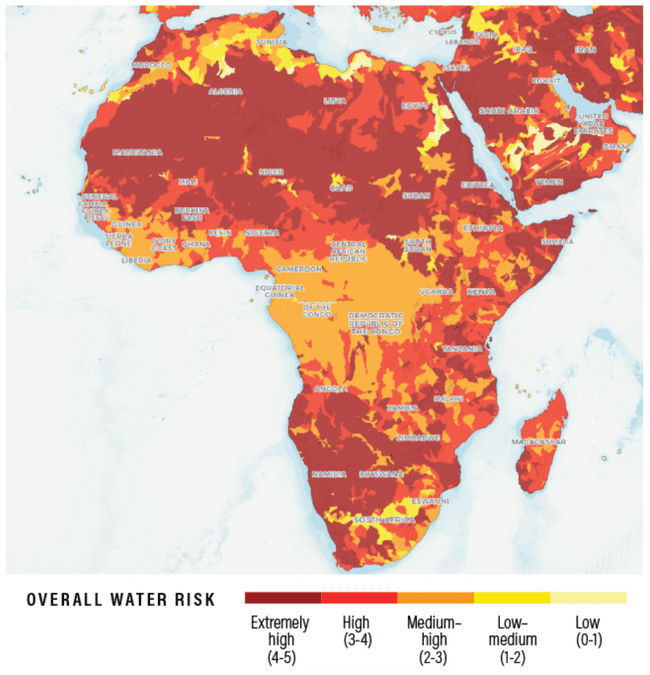 CYPRUS
SYRIA
TUNISIA
LEBANON
IRAQ
IRAN
MOROCCO
ISRAEL
KUWAIT
ALGERIA
LIBYA
EGYPT
SAUDI ARABIA
UNITED
ARAB
EMIRATES
OMAN
MAURITANIA
MALI
NIGER
CHAD
SUDAN
ERITREA
YEMEN
SENEGAL
GAMBIA
GUINEA-
BISSAU
BURKINA
FASO
GUINEA
BENIN
NIGERIA
ETHIOPIA
SIERRA
LEONE
IVORY
COAST
GHANA
CENTRAL
AFRICAN
REPUBLIC
SOUTH
SUDAN
SOMALIA
LIBERIA
CAMEROON
EQUATORIAL
GUINEA
UGANDA
KENYA
OF THE
CONGO
DEMOCRATIC
REPUBLIC OF
THE CONGO
TANZANIA
ANGOLA
MALAWI
ZAMBIA
ZIMBABWE
MADAGASCAR
NAMIBIA
BOTSWANA
ESWATINI
SOUTH AFRICA
OVERALL WATER RISK
Extremely
high
(4-5)
High
(3-4)
Medium–
high
(2-3)
Low–
medium
(1-2)
Low
(0-1)